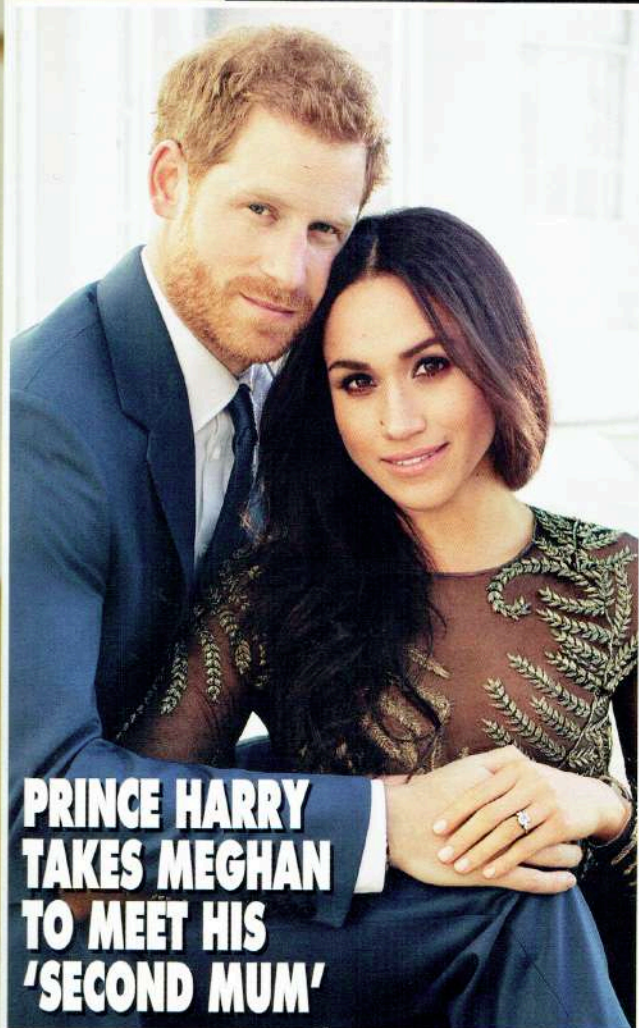 PRINCE HARRY
TAKES MEGHAN
TO MEET HIS
‘SECOND MUM’